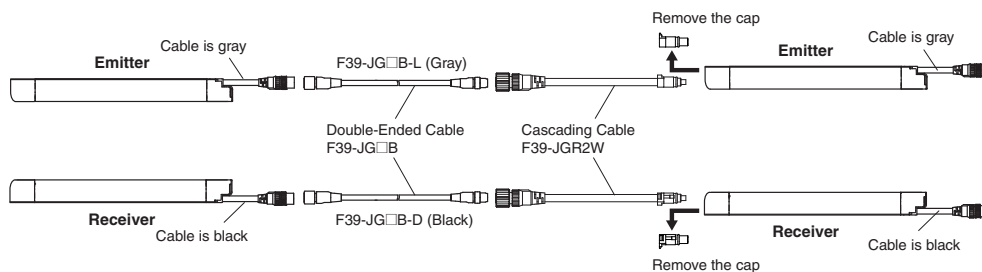 Remove the cap
Cable is gray
Emitter
F39-JG□B-L (Gray)
Emitter
Cable is gray
Double-Ended Cable
F39-JG□B
Cascading Cable
F39-JGR2W
Receiver
Cable is black
F39-JG□B-D (Black)
Receiver
Cable is black
Remove the cap